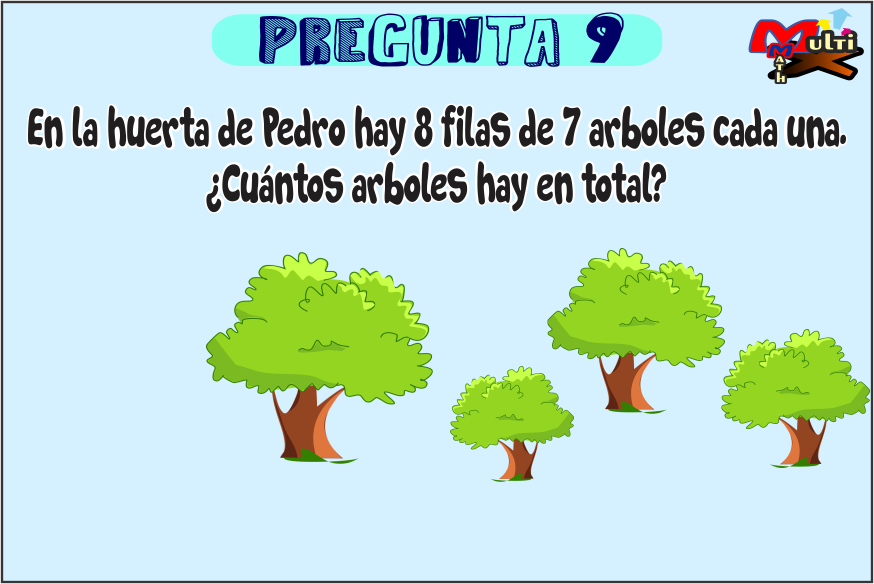 PREGUNTA 9
MULTI
MATH
En la huerta de Pedro hay 8 filas de 7 arboles cada una.
¿Cuántos arboles hay en total?